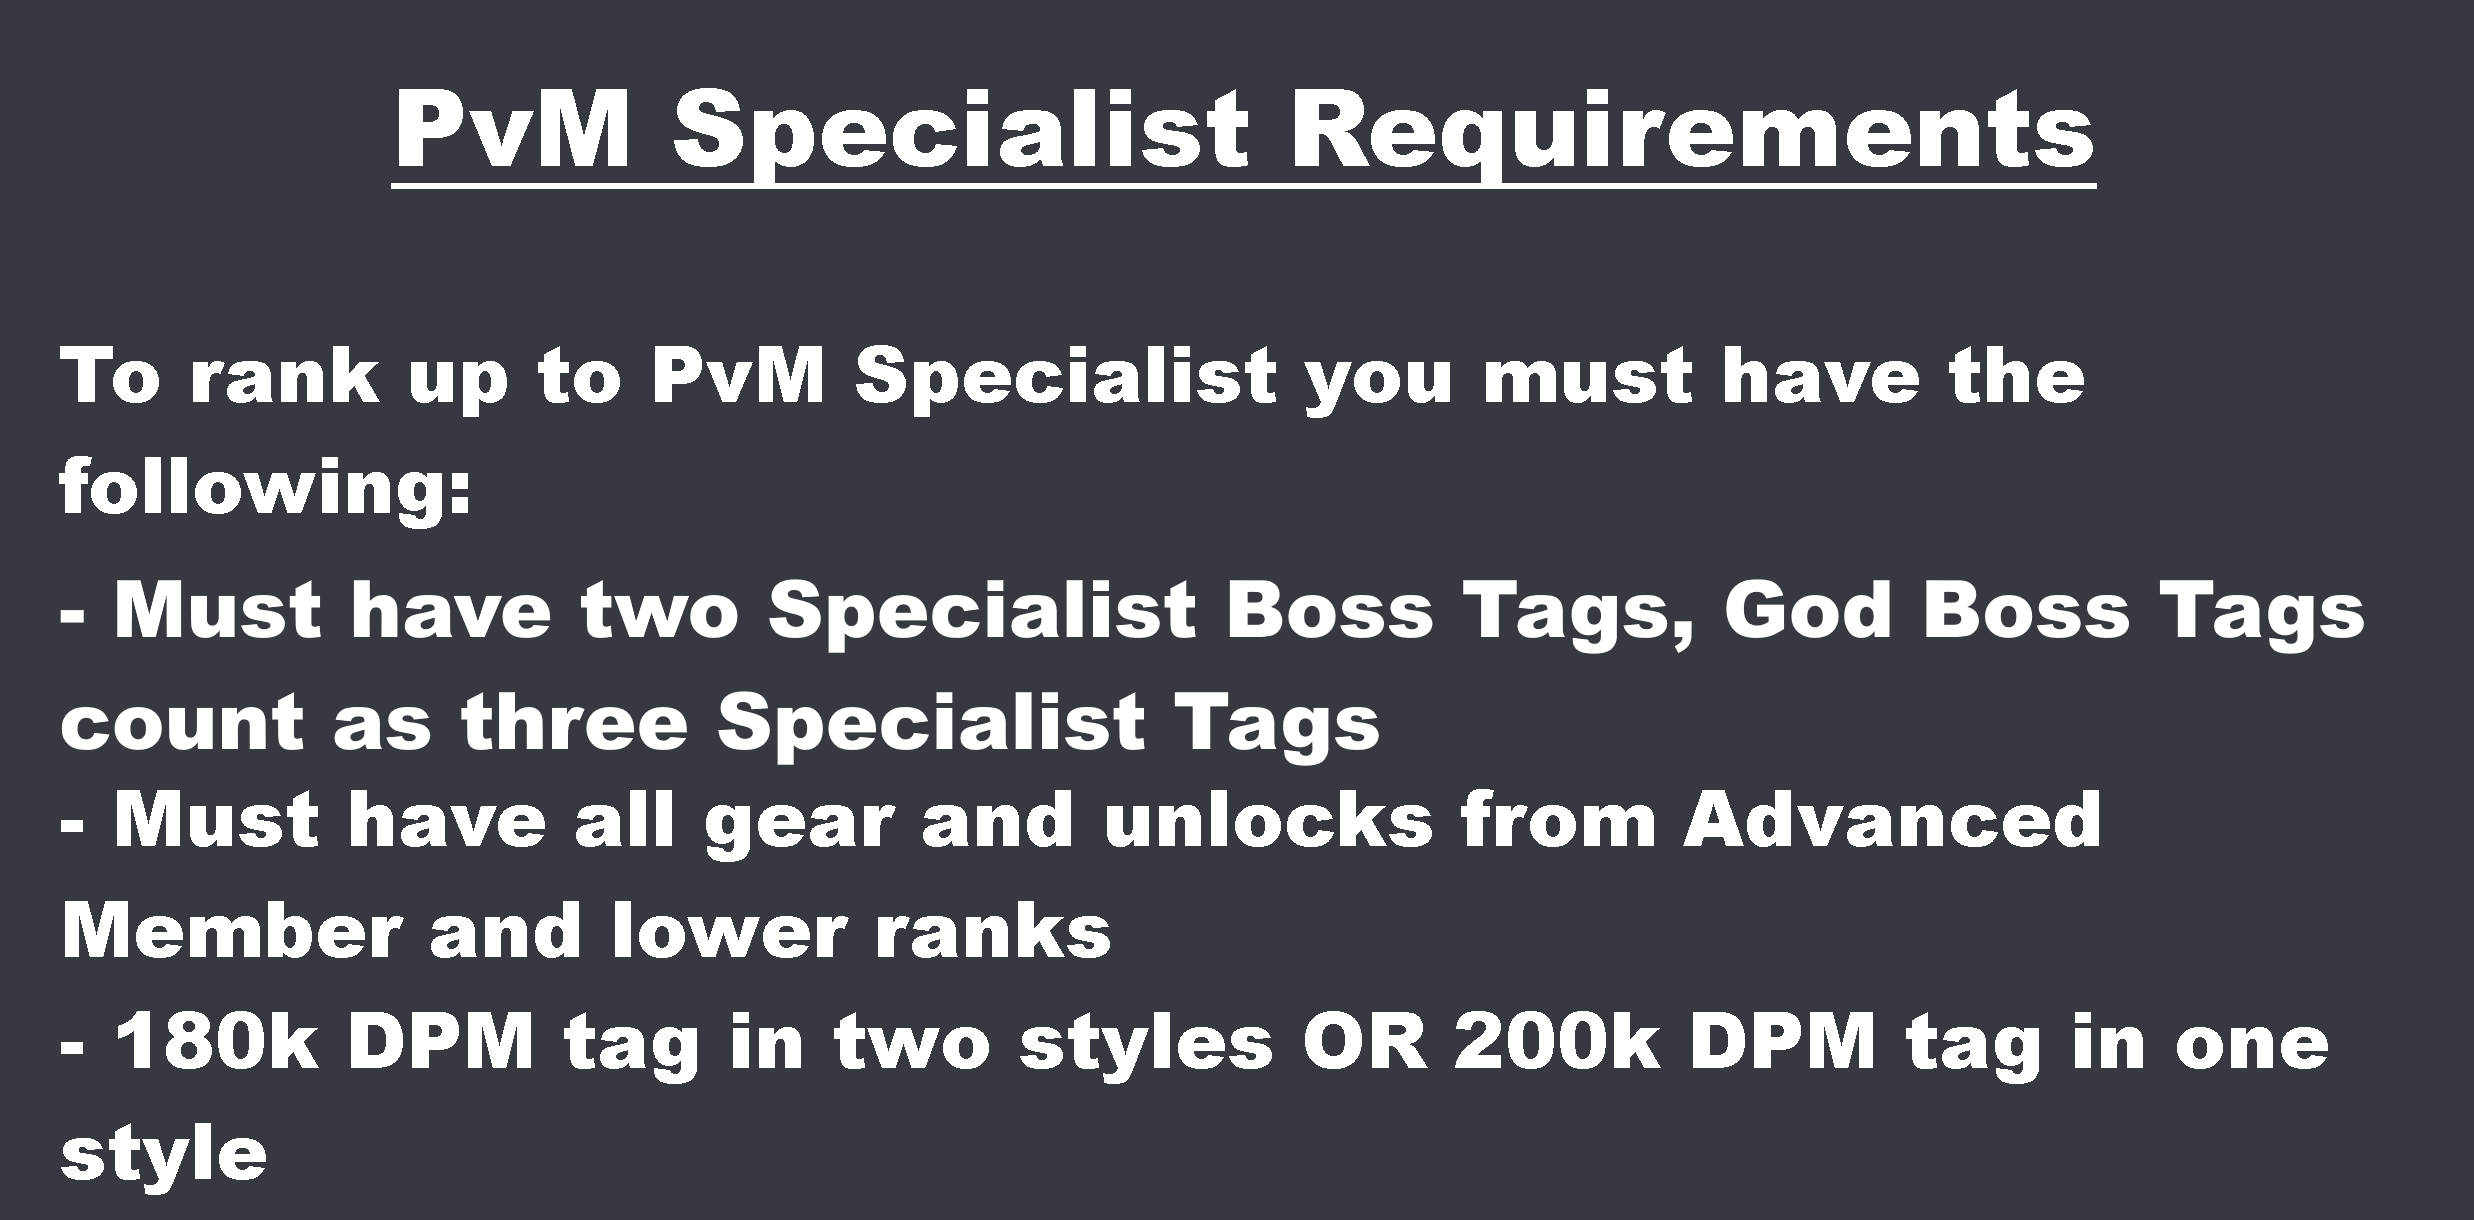 PvM Specialist Requirements
To rank up to PvM Specialist you must have the
following:
- Must have two Specialist Boss Tags, God Boss Tags
count as three Specialist Tags
- Must have all gear and unlocks from Advanced
Member and lower ranks
- 180k DPM tag in two styles OR 200k DPM tag in one
style